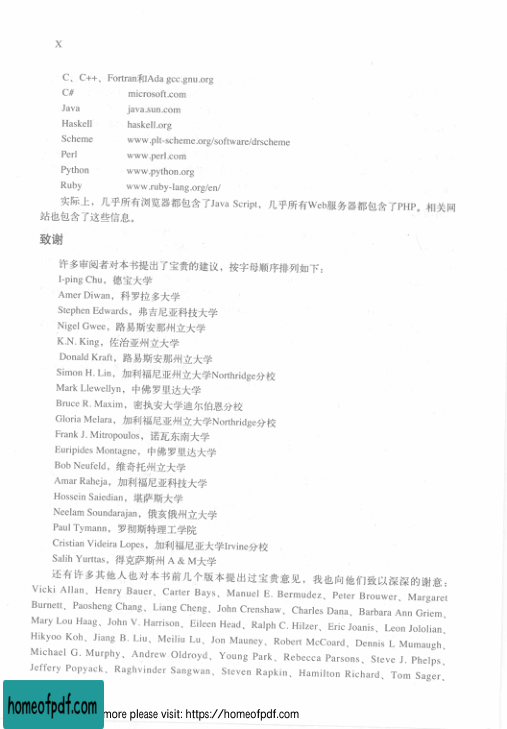 X
C、C++、Fortran和Ada gcc.gnu.org
C# microsoft.com
Java java.sun.com
Haskell haskell.org
Scheme www.plt-scheme.org/software/drscheme
Perl www.perl.com
Python www.python.org
Ruby www.ruby-lang.org/en/
实际上，几乎所有浏览器都包含了Java Script，几乎所有Web服务器都包含了PHP。相关网
站也包含了这些信息。
致谢
许多审阅者对本书提出了宝贵的建议，按字母顺序排列如下：
I-ping Chu，德宝大学
Amer Diwan，科罗拉多大学
Stephen Edwards，弗吉尼亚科技大学
Nigel Gwee，路易斯安那州立大学
K.N. King，佐治亚州立大学
Donald Kraft，路易斯安那州立大学
Simon H. Lin，加利福尼亚州立大学Northridge分校
Mark Llewellyn，中佛罗里达大学
Bruce R. Maxim，密执安大学迪尔伯恩分校
Gloria Melara，加利福尼亚州立大学Northridge分校
Frank J. Mitropoulos，诺瓦东南大学
Euripides Montagne，中佛罗里达大学
Bob Neufeld，维奇托州立大学
Amar Raheja，加利福尼亚科技大学
Hossein Saiedian，堪萨斯大学
Neelam Soundarajan，俄亥俄州立大学
Paul Tymann，罗彻斯特理工学院
Cristian Videira Lopes，加利福尼亚大学Irvine分校
Salih Yurttas，得克萨斯州 A & M大学
还有许多其他人也对本书前几个版本提出过宝贵意见，我也向他们致以深深的谢意：
Vicki Allan、Henry Bauer、Carter Bays、Manuel E. Bermudez、Peter Brouwer、Margaret
Burnett、Paosheng Chang、Liang Cheng、John Crenshaw、Charles Dana、Barbara Ann Griem、
Mary Lou Haag、John V. Harrison、Eileen Head、Ralph C. Hilzer、Eric Joanis、Leon Jololian、
Hikyoo Koh、Jiang B. Liu、Meiliu Lu、Jon Mauney、Robert McCoard、Dennis L Mumaugh、
Michael G. Murphy、Andrew Oldroyd、Young Park、Rebecca Parsons、Steve J. Phelps、
Jeffery Popyack、Raghvinder Sangwan、Steven Rapkin、Hamilton Richard、Tom Sager、
homeofpdf.com
more please visit: https://homeofpdf.com